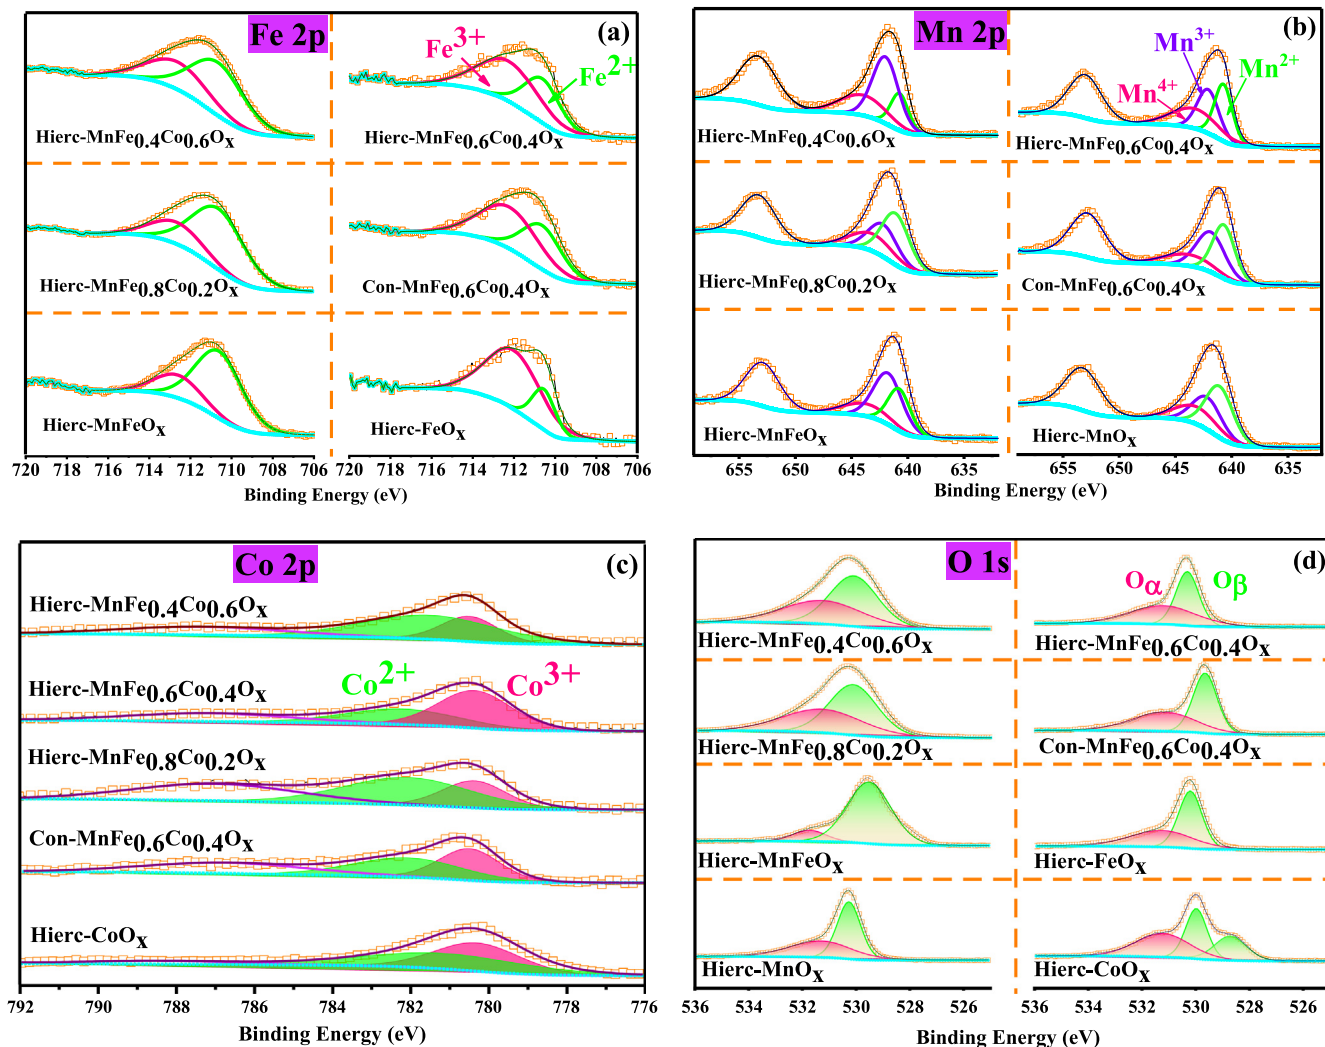 Fe 2p
(a)
Fe3+
Fe2+
Hierc-MnFe0.4Co0.6Ox
Hierc-MnFe0.6Co0.4Ox
Hierc-MnFe0.8Co0.2Ox
Con-MnFe0.6Co0.4Ox
Hierc-MnFeOx
Hierc-FeOx
720 718 716 714 712 710 708 706
720 718 716 714 712 710 708 706
Binding Energy (eV)
Mn 2p
(b)
Mn3+
Mn2+
Mn4+
Hierc-MnFe0.4Co0.6Ox
Hierc-MnFe0.6Co0.4Ox
Hierc-MnFe0.8Co0.2Ox
Con-MnFe0.6Co0.4Ox
Hierc-MnFeOx
Hierc-MnOx
655 650 645 640
655 650 645 640 635
Binding Energy (eV)
Co 2p
(c)
Hierc-MnFe0.4Co0.6Ox
Hierc-MnFe0.6Co0.4Ox
Co2+
Co3+
Hierc-MnFe0.8Co0.2Ox
Con-MnFe0.6Co0.4Ox
Hierc-CoOx
792 790 788 786 784 782 780 778 776
Binding Energy (eV)
O 1s
(d)
Oα
Oβ
Hierc-MnFe0.4Co0.6Ox
Hierc-MnFe0.6Co0.4Ox
Hierc-MnFe0.8Co0.2Ox
Con-MnFe0.6Co0.4Ox
Hierc-MnFeOx
Hierc-FeOx
Hierc-MnOx
Hierc-CoOx
536 534 532 530 528 526
536 534 532 530 528 526
Binding Energy (eV)